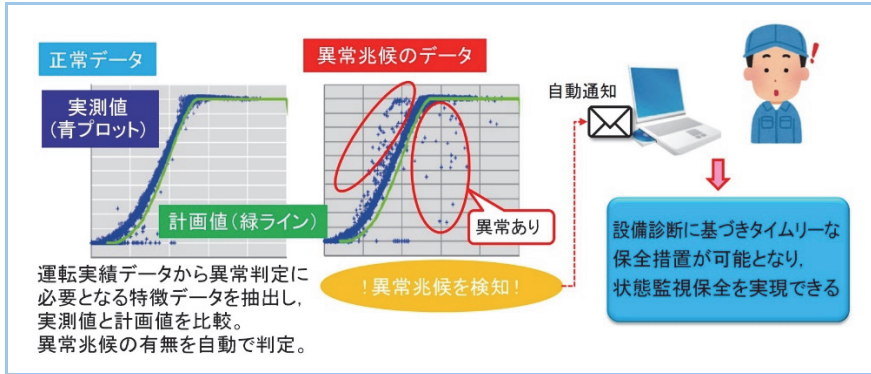 正常データ
実測値
(青プロット)
計画値(緑ライン)
運転実績データから異常判定に
必要となる特徴データを抽出し,
実測値と計画値を比較。
異常兆候の有無を自動で判定。
異常兆候のデータ
異常あり
!異常兆候を検知!
自動通知
!
設備診断に基づきタイムリーな
保全措置が可能となり,
状態監視保全を実現できる